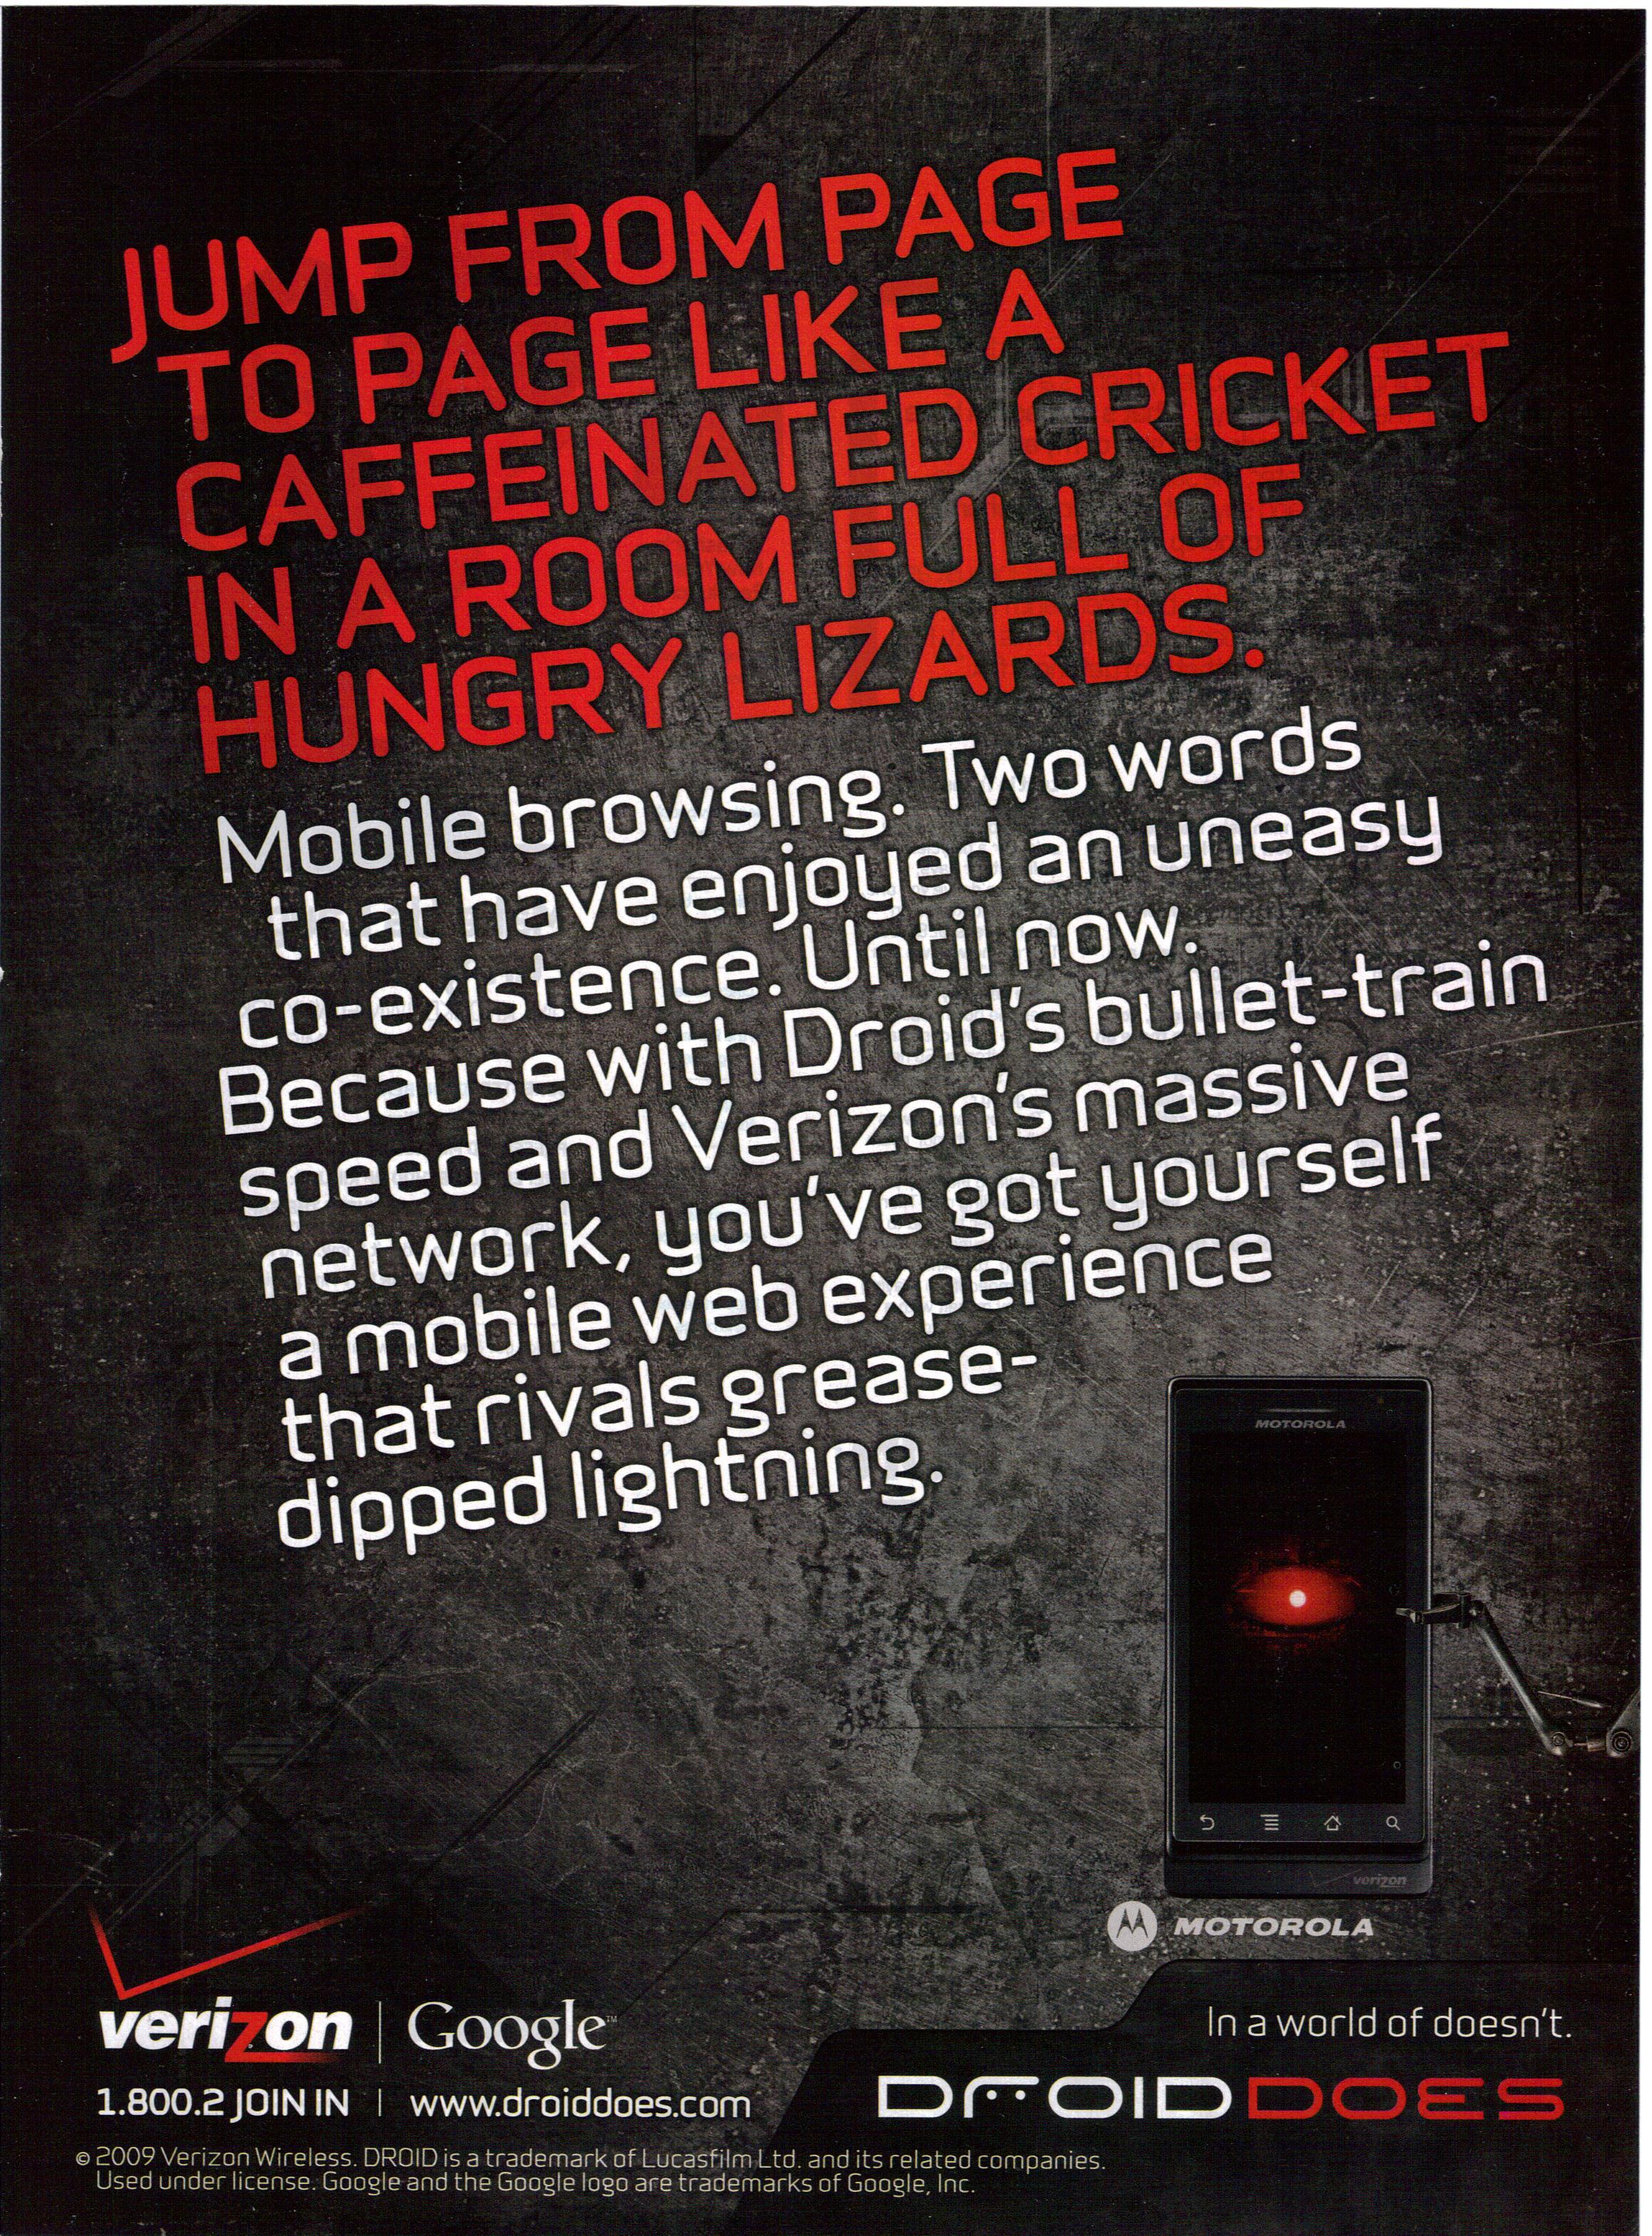 JUMP FROM PAGE
TO PAGE LIKE A
CAFFEINATED CRICKET
IN A ROOM FULL OF
HUNGRY LIZARDS.
Mobile browsing. Two words
that have enjoyed an uneasy
co-existence. Until now.
Because with Droid's bullet-train
speed and Verizon's massive
network, you've got yourself
a mobile web experience
that rivals grease-
dipped lightning.
MOTOROLA
verizon
MOTOROLA
verizon | Google™
1.800.2 JOIN IN | www.droiddoes.com
In a world of doesn't.
DROIDDOES
© 2009 Verizon Wireless. DROID is a trademark of Lucasfilm Ltd. and its related companies.
Used under license. Google and the Google logo are trademarks of Google, Inc.